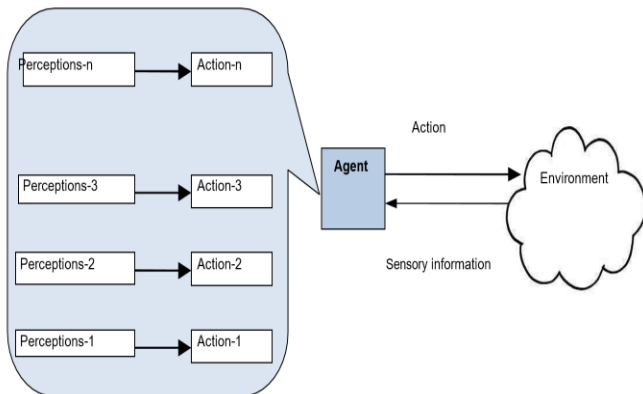 Perceptions-n
Action-n
Perceptions-3
Action-3
Perceptions-2
Action-2
Perceptions-1
Action-1
Agent
Action
Sensory information
Environment